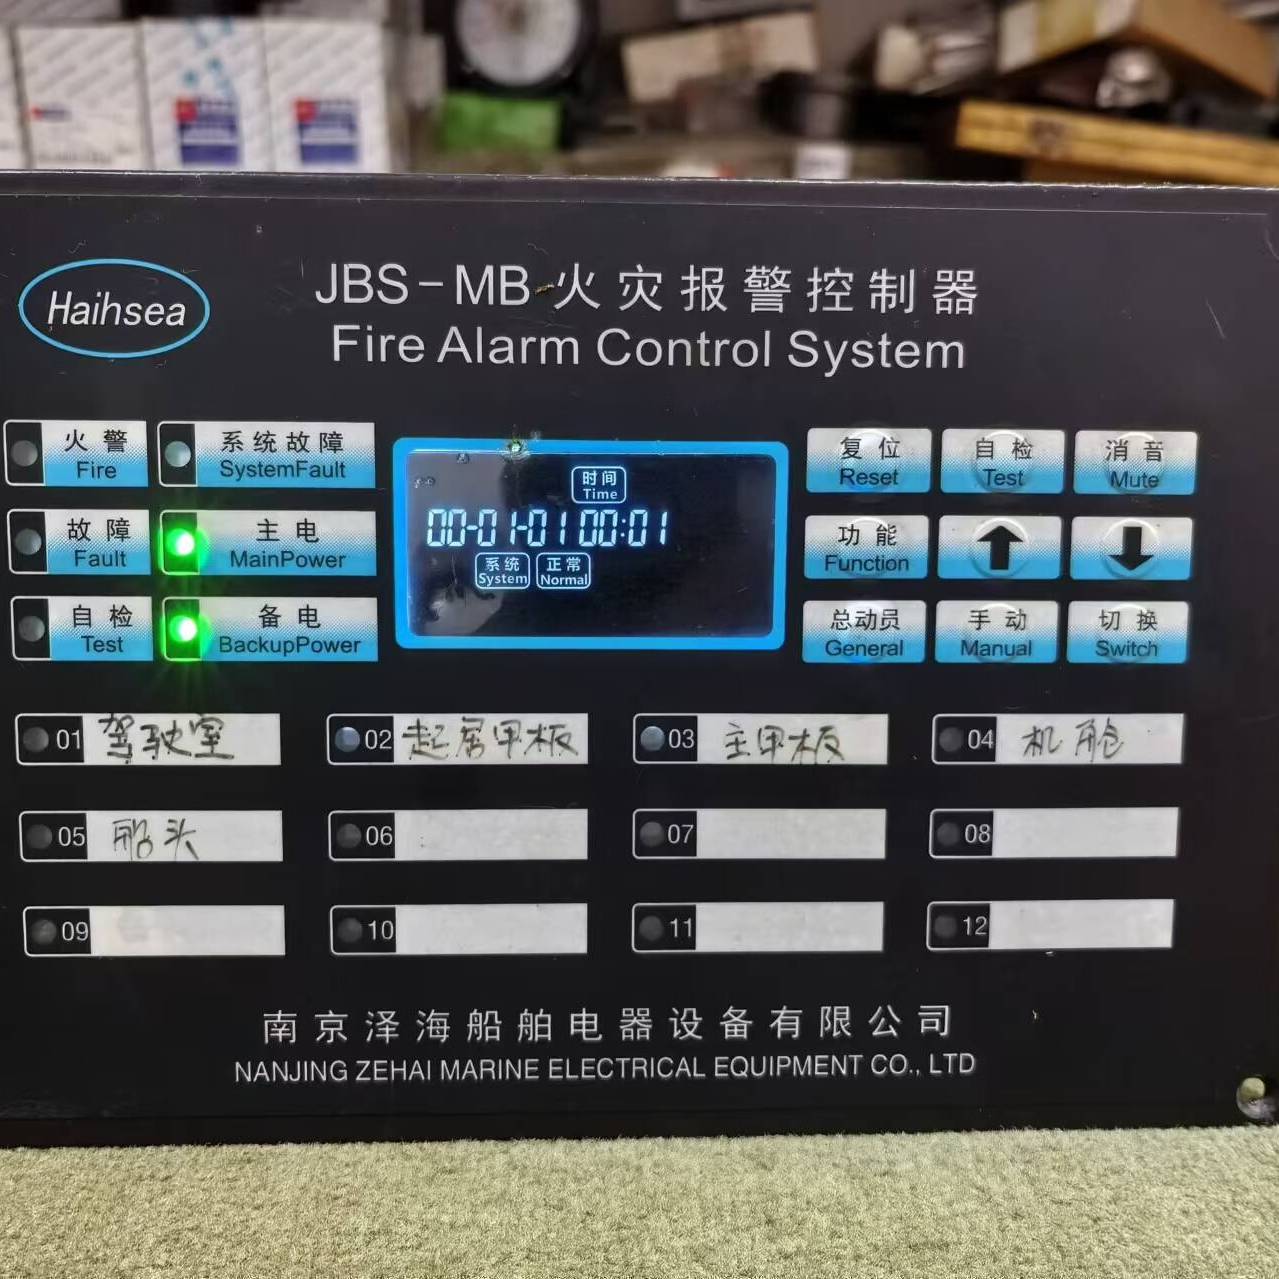 Haihsea
JBS-MB 火灾报警控制器
Fire Alarm Control System
火警
Fire
系统故障
SystemFault
故障
Fault
主电
MainPower
自检
Test
备电
BackupPower
时间
Time
00-01-01 00:01
系统
System
正常
Normal
复位
Reset
自检
Test
消音
Mute
功能
Function
总动员
General
手动
Manual
切换
Switch
01 驾驶室
02 起居甲板
03 主甲板
04 机舱
05 船头
06
07
08
09
10
11
12
南京泽海船舶电器设备有限公司
NANJING ZEHAI MARINE ELECTRICAL EQUIPMENT CO., LTD